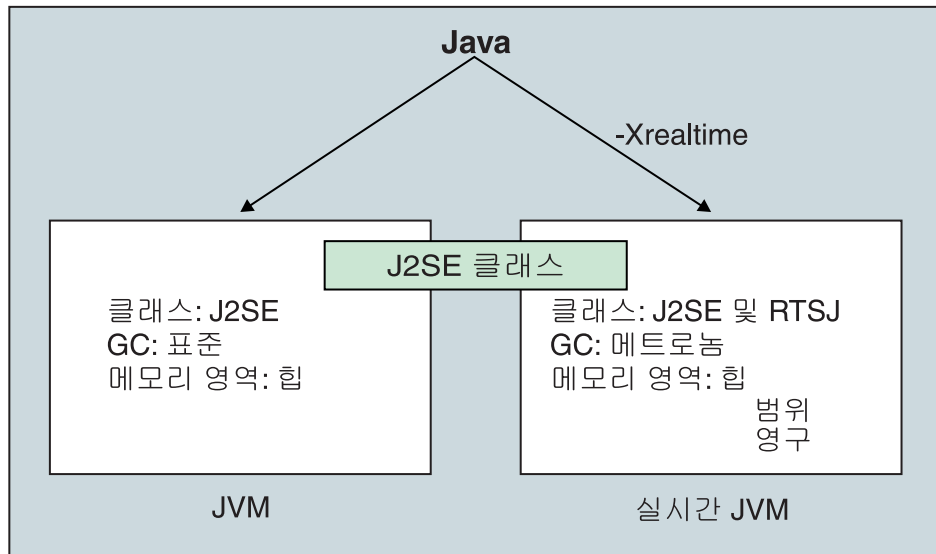 Java
-Xrealtime
J2SE 클래스
클래스: J2SE
GC: 표준
메모리 영역: 힙
클래스: J2SE 및 RTSJ
GC: 메트로놈
메모리 영역: 힙
범위
영구
JVM
실시간 JVM